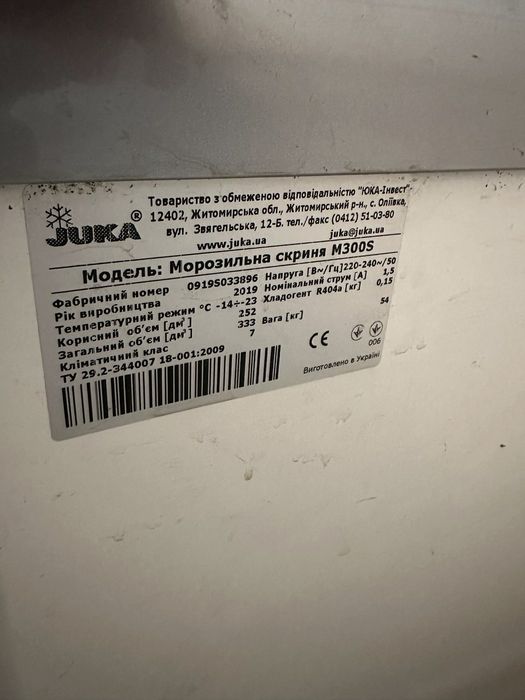 JUKA®
Товариство з обмеженою відповідальністю "ЮКА-Інвест"
12402, Житомирська обл., Житомирський р-н., с. Оліївка,
вул. Звягельська, 12-Б. тел./факс (0412) 51-03-80
www.juka.ua juka@juka.ua
Модель: Морозильна скриня M300S
Фабричний номер 0919S033896 Напруга [В~/Гц]220-240~/50
Рік виробництва 2019 Номінальний струм [А] 1,5
Температурний режим °С -14÷-23 Хладогент R404a [кг] 0,15
Корисний об'єм [дм³] 252
Загальний об'єм [дм³] 333 Вага [кг] 54
Кліматичний клас 7
ТУ 29.2-344007 18-001:2009
CE
006
Виготовлено в Україні